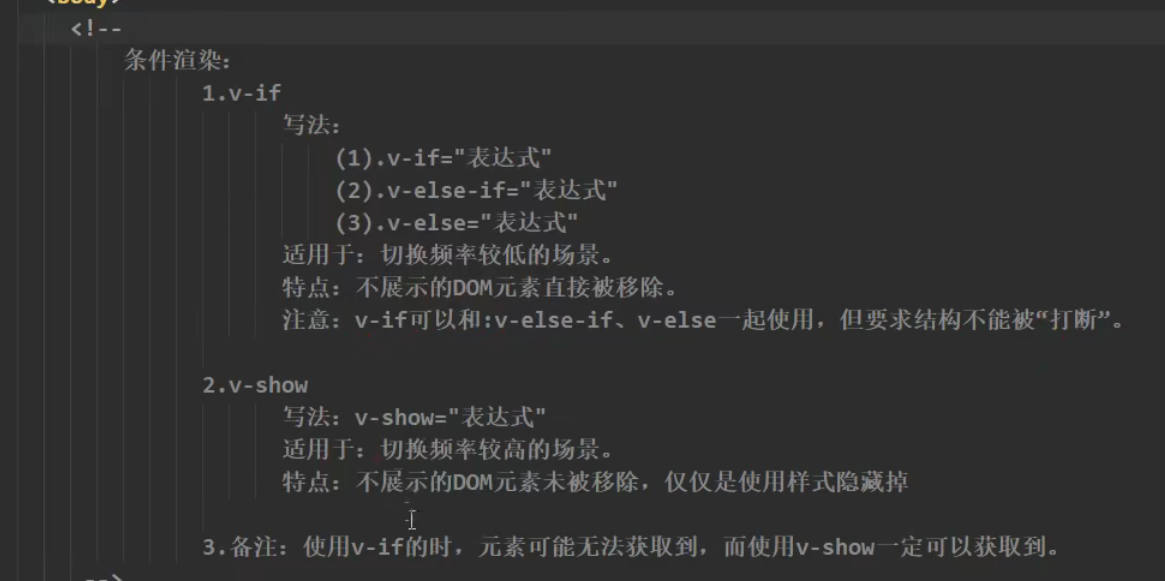 <body>
<!--
条件渲染：
1.v-if
写法：
(1).v-if="表达式"
(2).v-else-if="表达式"
(3).v-else="表达式"
适用于：切换频率较低的场景。
特点：不展示的DOM元素直接被移除。
注意：v-if可以和:v-else-if、v-else一起使用，但要求结构不能被“打断”。
2.v-show
写法：v-show="表达式"
适用于：切换频率较高的场景。
特点：不展示的DOM元素未被移除，仅仅是使用样式隐藏掉
3.备注：使用v-if的时，元素可能无法获取到，而使用v-show一定可以获取到。
-->